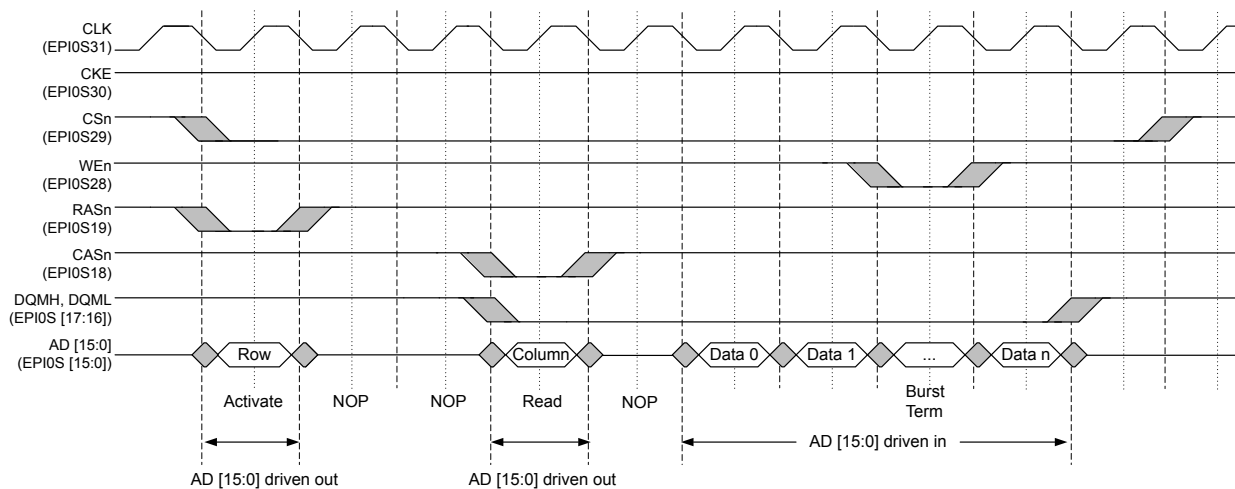 CLK
(EPI0S31)
CKE
(EPI0S30)
CSn
(EPI0S29)
WEn
(EPI0S28)
RASn
(EPI0S19)
CASn
(EPI0S18)
DQMH, DQML
(EPI0S [17:16])
AD [15:0]
(EPI0S [15:0])
Row
Column
Data 0
Data 1
...
Data n
Activate
NOP
NOP
Read
NOP
Burst
Term
AD [15:0] driven in
AD [15:0] driven out
AD [15:0] driven out